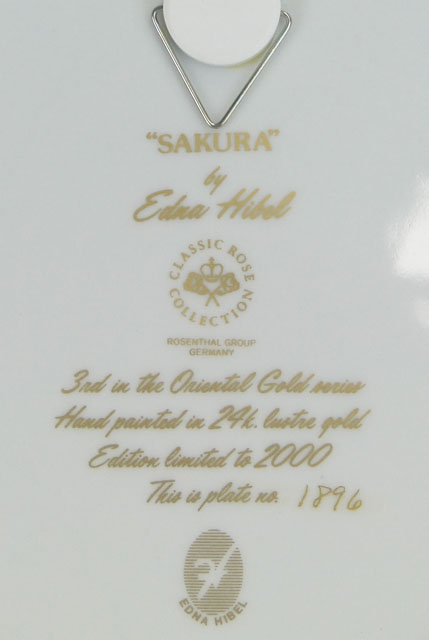 "SAKURA"
by
Edna Hibel
CLASSIC ROSE
COLLECTION
ROSENTHAL GROUP
GERMANY
3rd in the Oriental Gold series
Hand painted in 24k. lustre gold
Edition limited to 2000
This is plate no. 1896
EDNA HIBEL